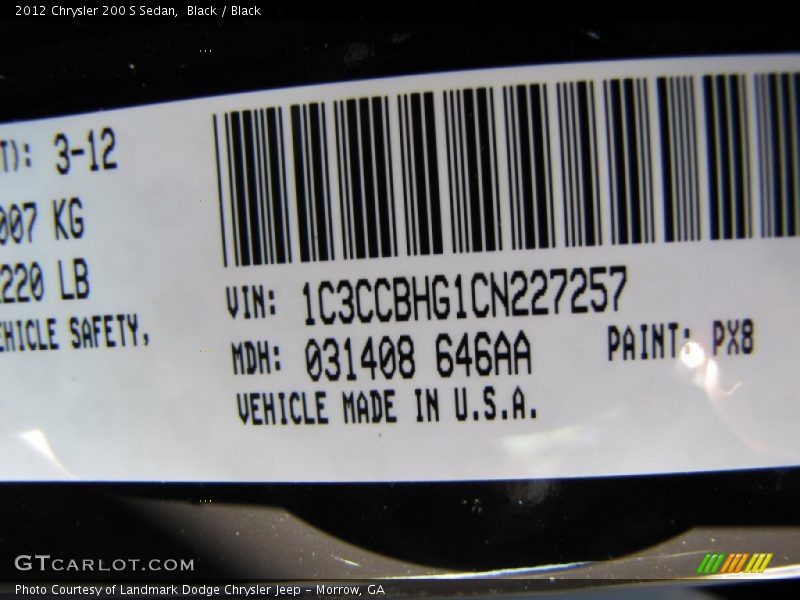 2012 Chrysler 200 S Sedan, Black / Black
T): 3-12
007 KG
220 LB
EHICLE SAFETY,
VIN: 1C3CCBHG1CN227257
MDH: 031408 646AA
PAINT: PX8
VEHICLE MADE IN U.S.A.
GTCARLOT.COM
Photo Courtesy of Landmark Dodge Chrysler Jeep - Morrow, GA